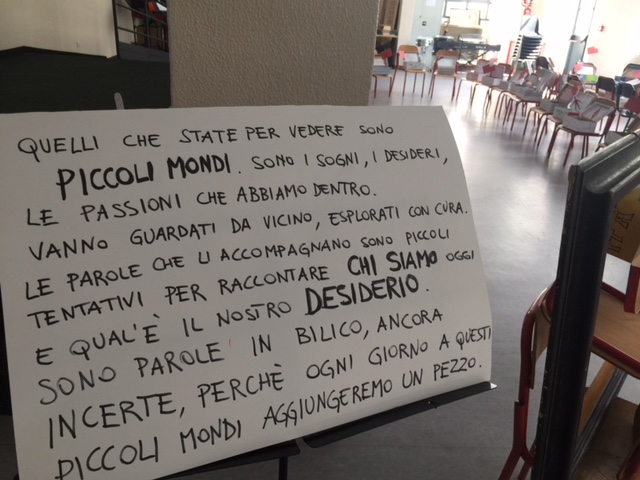 QUELLI CHE STATE PER VEDERE SONO
PICCOLI MONDI. SONO I SOGNI, I DESIDERI,
LE PASSIONI CHE ABBIAMO DENTRO.
VANNO GUARDATI DA VICINO, ESPLORATI CON CURA.
LE PAROLE CHE LI ACCOMPAGNANO SONO PICCOLI
TENTATIVI PER RACCONTARE CHI SIAMO OGGI
E QUAL'È IL NOSTRO DESIDERIO.
SONO PAROLE IN BILICO, ANCORA
INCERTE, PERCHÈ OGNI GIORNO A QUESTI
PICCOLI MONDI AGGIUNGEREMO UN PEZZO.